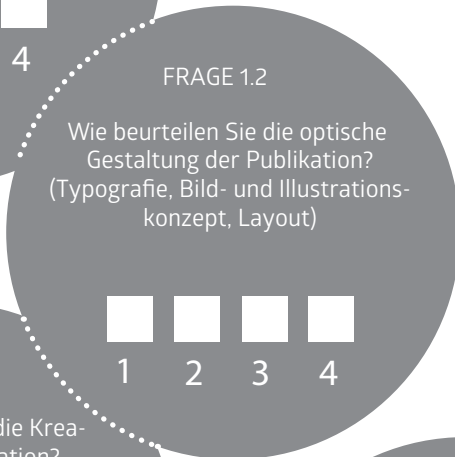 4
FRAGE 1.2
Wie beurteilen Sie die optische
Gestaltung der Publikation?
(Typografie, Bild- und Illustrations-
konzept, Layout)
1 2 3 4
die Krea-